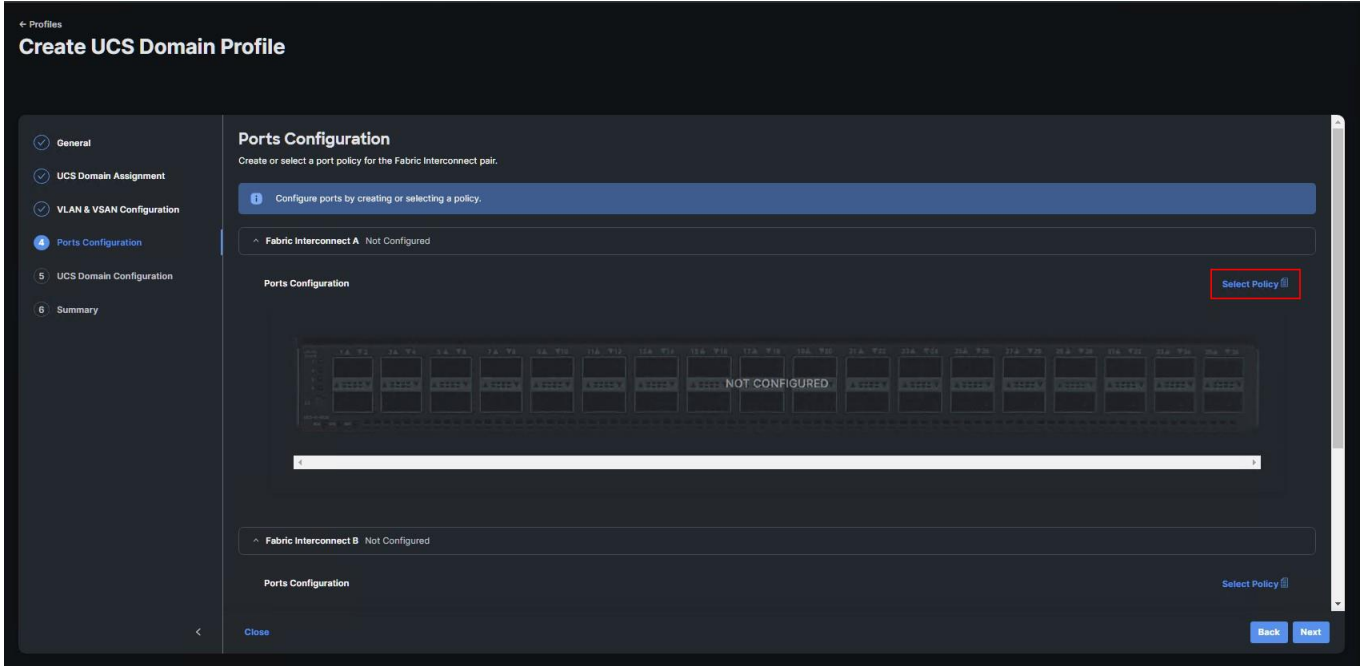 ← Profiles
Create UCS Domain Profile
General
UCS Domain Assignment
VLAN & VSAN Configuration
4 Ports Configuration
5 UCS Domain Configuration
6 Summary
Ports Configuration
Create or select a port policy for the Fabric Interconnect pair.
Configure ports by creating or selecting a policy.
Fabric Interconnect A Not Configured
Ports Configuration
Select Policy
NOT CONFIGURED
Fabric Interconnect B Not Configured
Ports Configuration
Select Policy
Close
Back
Next